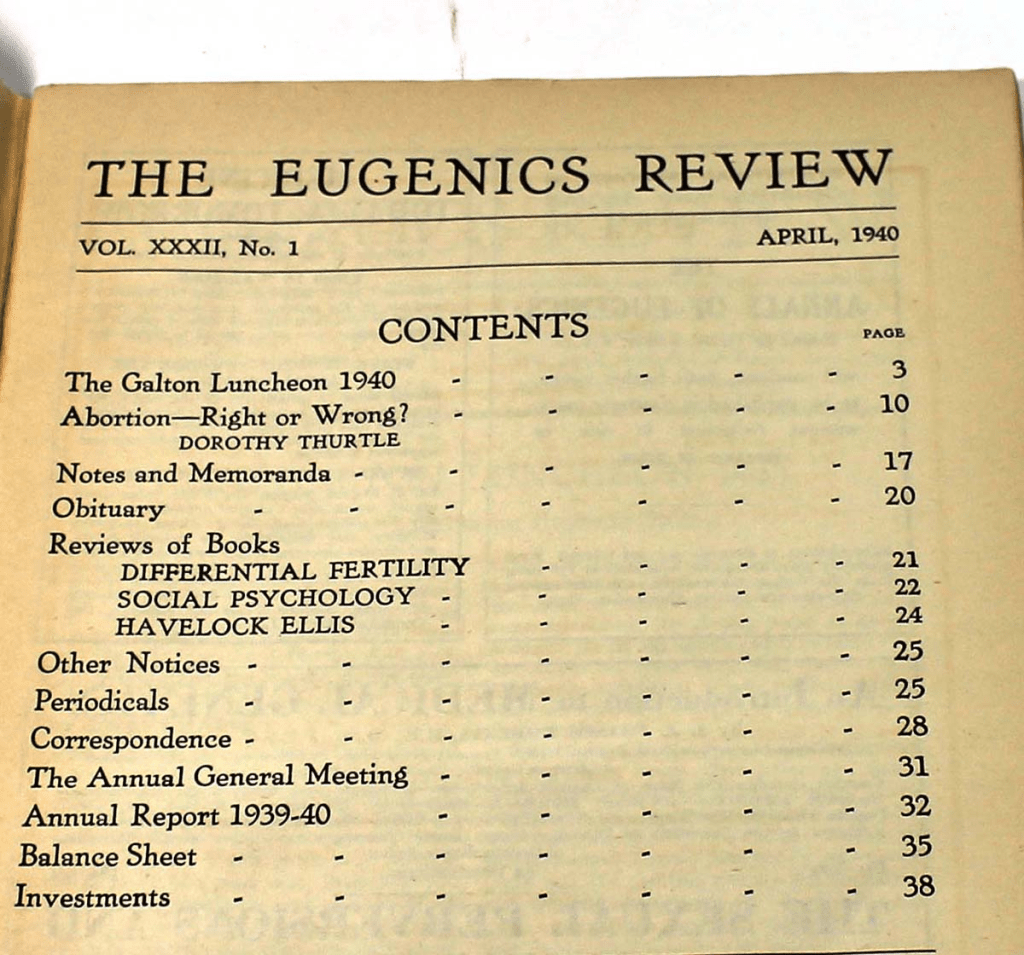 THE EUGENICS REVIEW
VOL. XXXII, No. 1 APRIL, 1940
CONTENTS PAGE
The Galton Luncheon 1940 - - - - - 3
Abortion—Right or Wrong? - - - - - 10
DOROTHY THURTLE
Notes and Memoranda - - - - - - 17
Obituary - - - - - - - 20
Reviews of Books
DIFFERENTIAL FERTILITY - - - - 21
SOCIAL PSYCHOLOGY - - - - - 22
HAVELOCK ELLIS - - - - - 24
Other Notices - - - - - - - 25
Periodicals - - - - - - - 25
Correspondence - - - - - - - 28
The Annual General Meeting - - - - - 31
Annual Report 1939-40 - - - - - 32
Balance Sheet - - - - - - - 35
Investments - - - - - - - 38